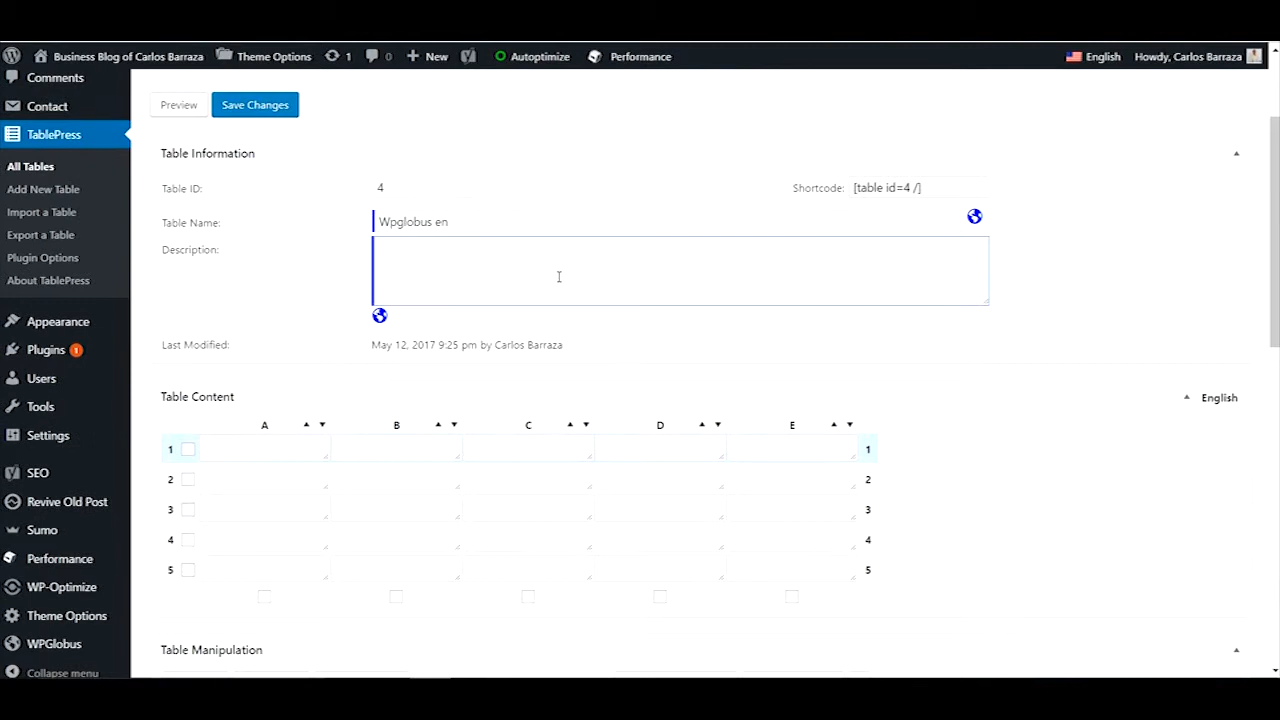 Business Blog of Carlos Barraza Theme Options 1 0 New Autoptimize Performance English Howdy, Carlos Barraza
Comments
Contact
TablePress
All Tables
Add New Table
Import a Table
Export a Table
Plugin Options
About TablePress
Appearance
Plugins 1
Users
Tools
Settings
SEO
Revive Old Post
Sumo
Performance
WP-Optimize
Theme Options
WPGlobus
Collapse menu
Preview Save Changes
Table Information
Table ID: 4 Shortcode: [table id=4 /]
Table Name: Wpglobus en
Description:
Last Modified: May 12, 2017 9:25 pm by Carlos Barraza
Table Content English
A B C D E
1 1
2 2
3 3
4 4
5 5
Table Manipulation